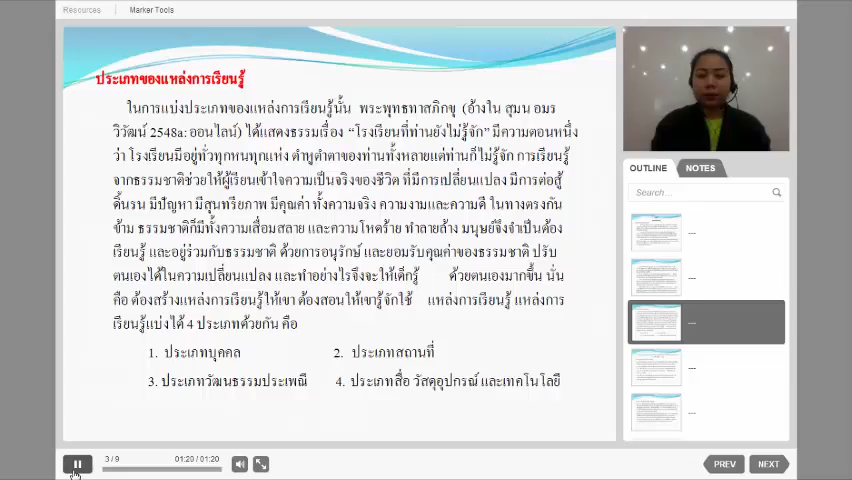 Resources
Marker Tools
ประเภทของแหล่งการเรียนรู้
ในการแบ่งประเภทของแหล่งการเรียนรู้นั้น พระพุทธทาสภิกขุ (อ้างใน สุมน อมร
วิวัฒน์ 2548a: ออนไลน์) ได้แสดงธรรมเรื่อง “โรงเรียนที่ท่านยังไม่รู้จัก” มีความตอนหนึ่ง
ว่า โรงเรียนมีอยู่ทั่วทุกหนทุกแห่ง ตำหูตำตาของท่านทั้งหลายแต่ท่านก็ไม่รู้จัก การเรียนรู้
จากธรรมชาติช่วยให้ผู้เรียนเข้าใจความเป็นจริงของชีวิต ที่มีการเปลี่ยนแปลง มีการต่อสู้
ดิ้นรน มีปัญหา มีสุนทรียภาพ มีคุณค่า ทั้งความจริง ความงามและความดี ในทางตรงกัน
ข้าม ธรรมชาติก็มีทั้งความเสื่อมสลาย และความโหดร้าย ทำลายล้าง มนุษย์จึงจำเป็นต้อง
เรียนรู้ และอยู่ร่วมกับธรรมชาติ ด้วยการอนุรักษ์ และยอมรับคุณค่าของธรรมชาติ ปรับ
ตนเองได้ในความเปลี่ยนแปลง และทำอย่างไรจึงจะให้เด็กรู้ ด้วยตนเองมากขึ้น นั่น
คือ ต้องสร้างแหล่งการเรียนรู้ให้เขา ต้องสอนให้เขารู้จักใช้ แหล่งการเรียนรู้ แหล่งการ
เรียนรู้แบ่งได้ 4 ประเภทด้วยกัน คือ
1. ประเภทบุคคล 2. ประเภทสถานที่
3. ประเภทวัฒนธรรมประเพณี 4. ประเภทสื่อ วัสดุอุปกรณ์ และเทคโนโลยี
OUTLINE
NOTES
Search...
3 / 9
01:20 / 01:20
PREV
NEXT